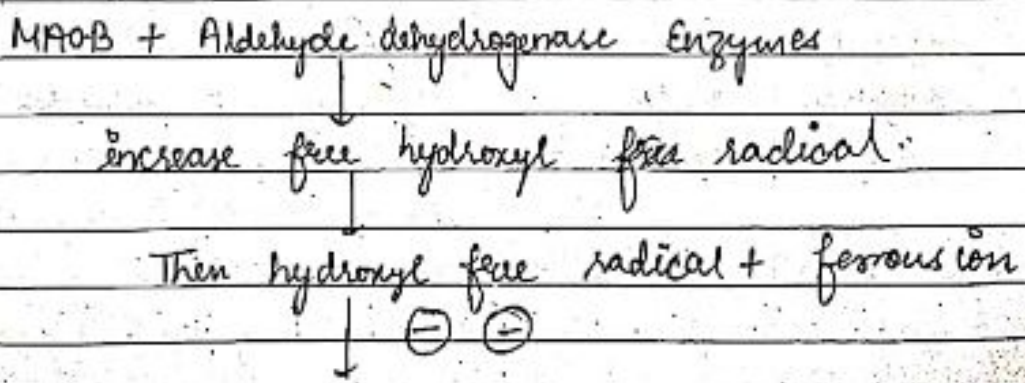 MAOB + Aldehyde dehydrogenase Enzymes
↓
increase free hydroxyl free radical.
↓
Then hydroxyl free radical + ferrous ion
↓ ⊖ ⊕